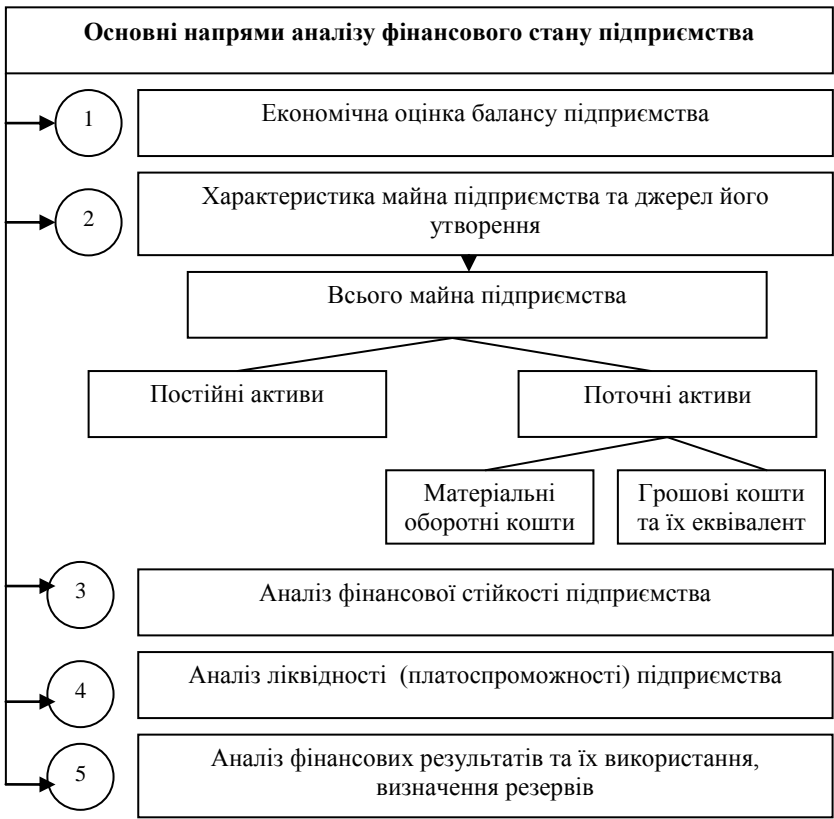 Основні напрями аналізу фінансового стану підприємства
1
Економічна оцінка балансу підприємства
2
Характеристика майна підприємства та джерел його
утворення
Всього майна підприємства
Постійні активи
Поточні активи
Матеріальні
оборотні кошти
Грошові кошти
та їх еквівалент
3
Аналіз фінансової стійкості підприємства
4
Аналіз ліквідності (платоспроможності) підприємства
5
Аналіз фінансових результатів та їх використання,
визначення резервів